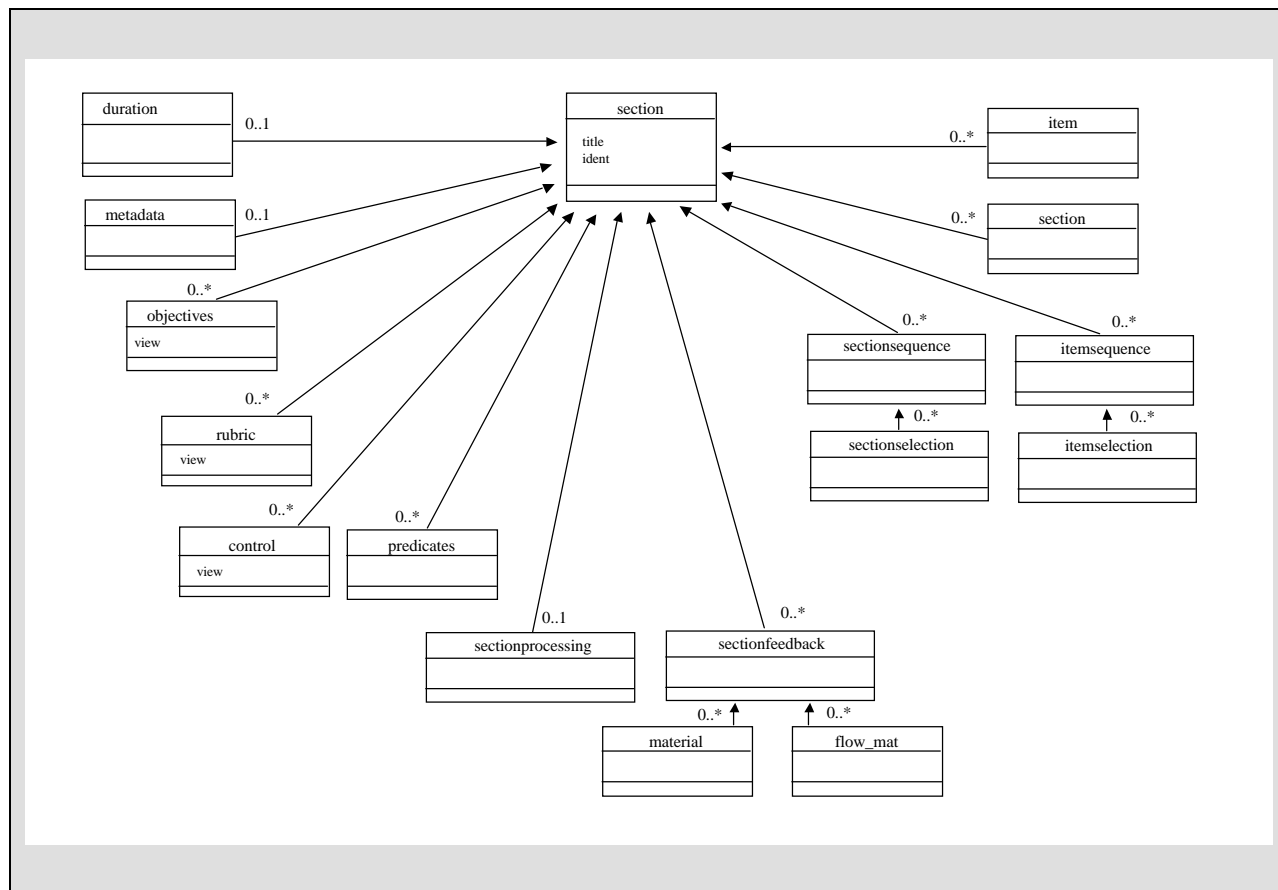 duration
0..1
section
title
ident
item
0..*
metadata
0..1
section
0..*
0..*
objectives
view
0..*
sectionsequence
0..*
itemsequence
0..*
rubric
view
0..*
sectionselection
0..*
itemselection
0..*
control
view
0..*
predicates
0..1
sectionprocessing
0..*
sectionfeedback
0..*
material
0..*
flow_mat